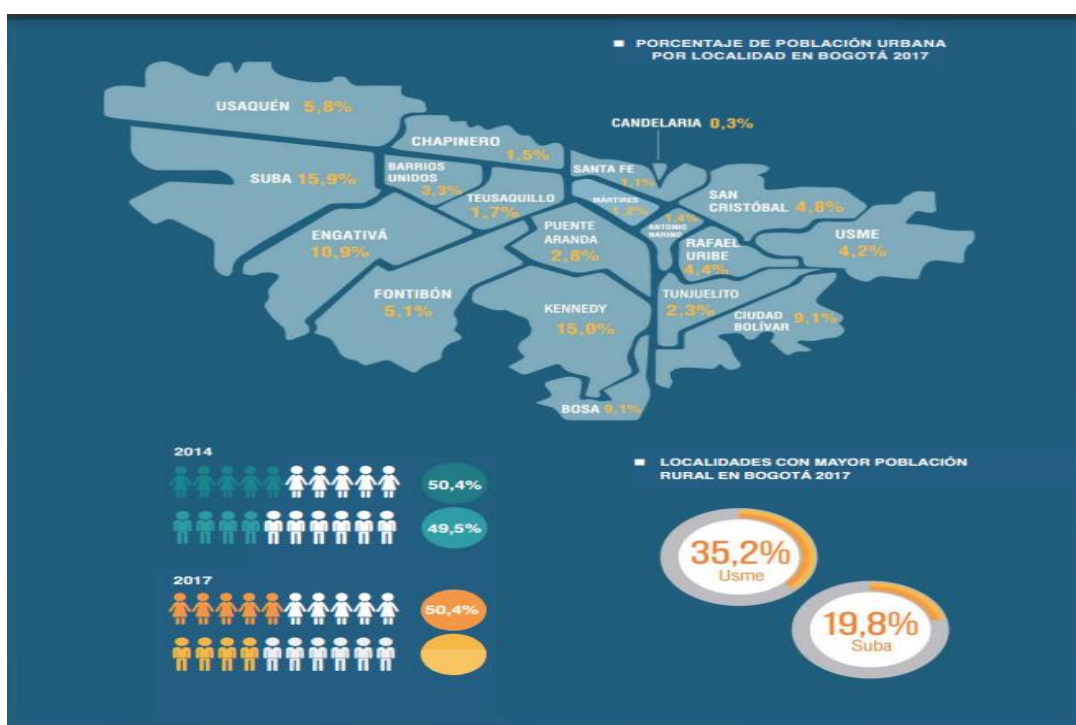 PORCENTAJE DE POBLACIÓN URBANA
POR LOCALIDAD EN BOGOTÁ 2017
USAQUÉN 5,8%
CHAPINERO
1,5%
CANDELARIA 0,3%
SANTA FE
1,1%
SUBA 15,9%
BARRIOS
UNIDOS
3,3%
TEUSAQUILLO
1,7%
MÁRTIRES
1,2%
1,4%
ANTONIO
NARIÑO
SAN
CRISTÓBAL 4,8%
USME
4,2%
ENGATIVÁ
10,9%
PUENTE
ARANDA
2,8%
RAFAEL
URIBE
4,4%
FONTIBÓN
5,1%
KENNEDY
15,0%
TUNJUELITO
2,3%
CIUDAD
BOLÍVAR 9,1%
BOSA 9,1%
2014
50,4%
49,5%
2017
50,4%
LOCALIDADES CON MAYOR POBLACIÓN
RURAL EN BOGOTÁ 2017
35,2%
Usme
19,8%
Suba